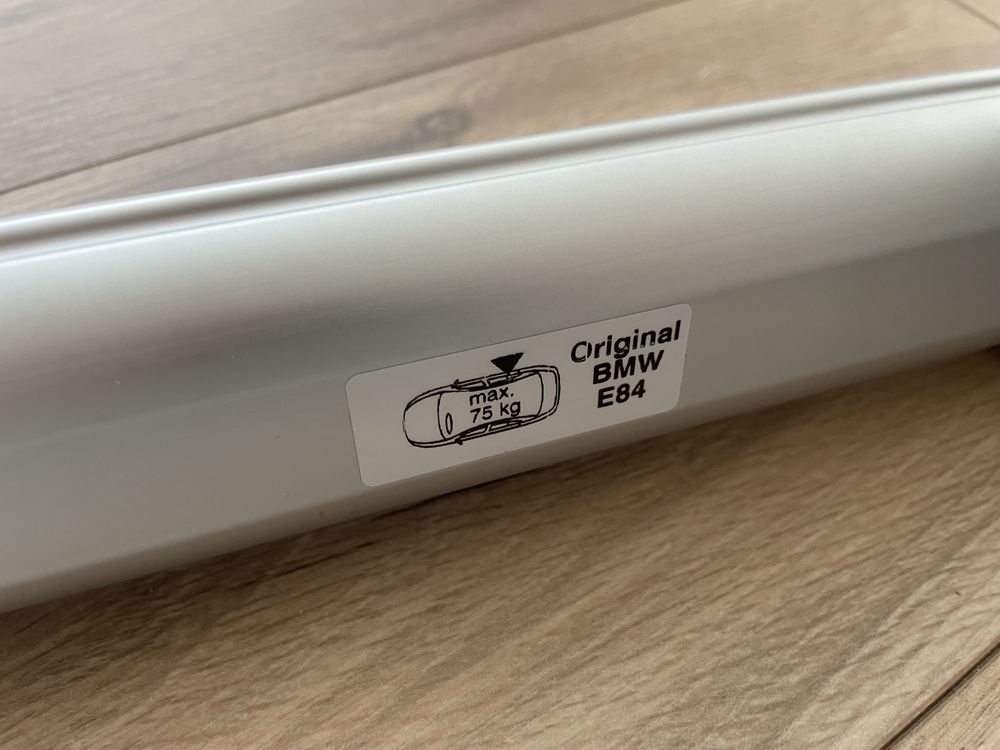 max.
75 kg
Original
BMW
E84